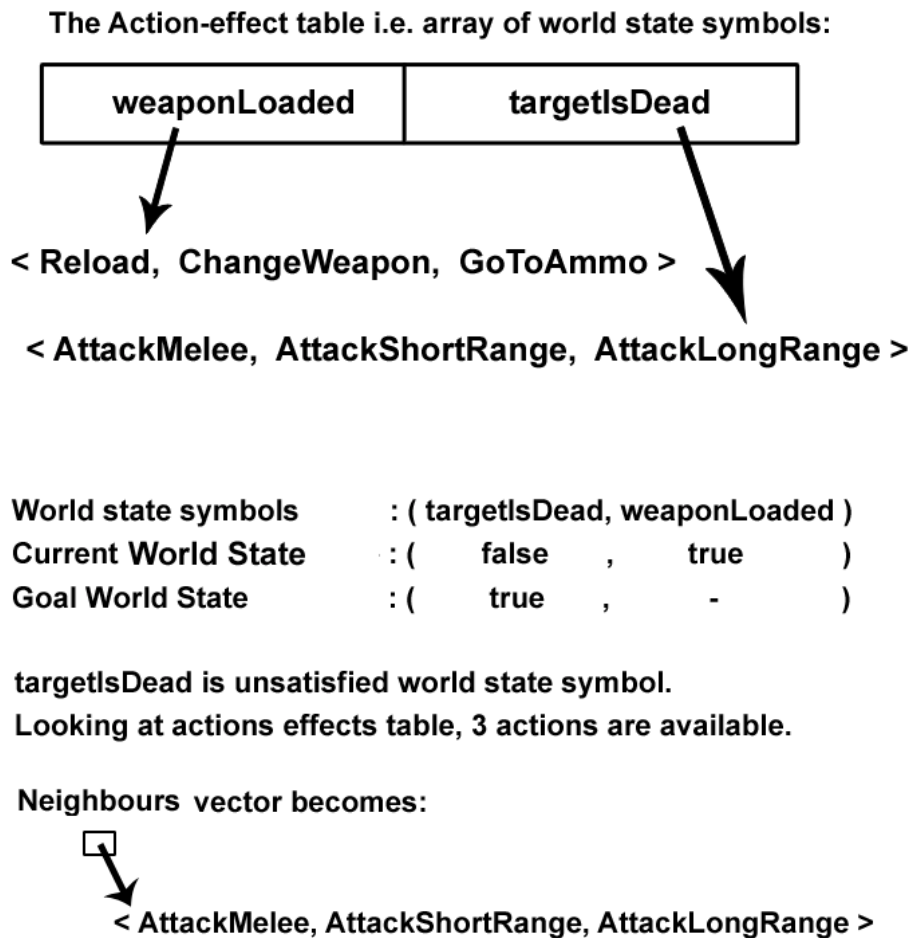 The Action-effect table i.e. array of world state symbols:
weaponLoaded targetIsDead
< Reload, ChangeWeapon, GoToAmmo >
< AttackMelee, AttackShortRange, AttackLongRange >
World state symbols : ( targetIsDead, weaponLoaded )
Current World State : ( false , true )
Goal World State : ( true , - )
targetIsDead is unsatisfied world state symbol.
Looking at actions effects table, 3 actions are available.
Neighbours vector becomes:
< AttackMelee, AttackShortRange, AttackLongRange >